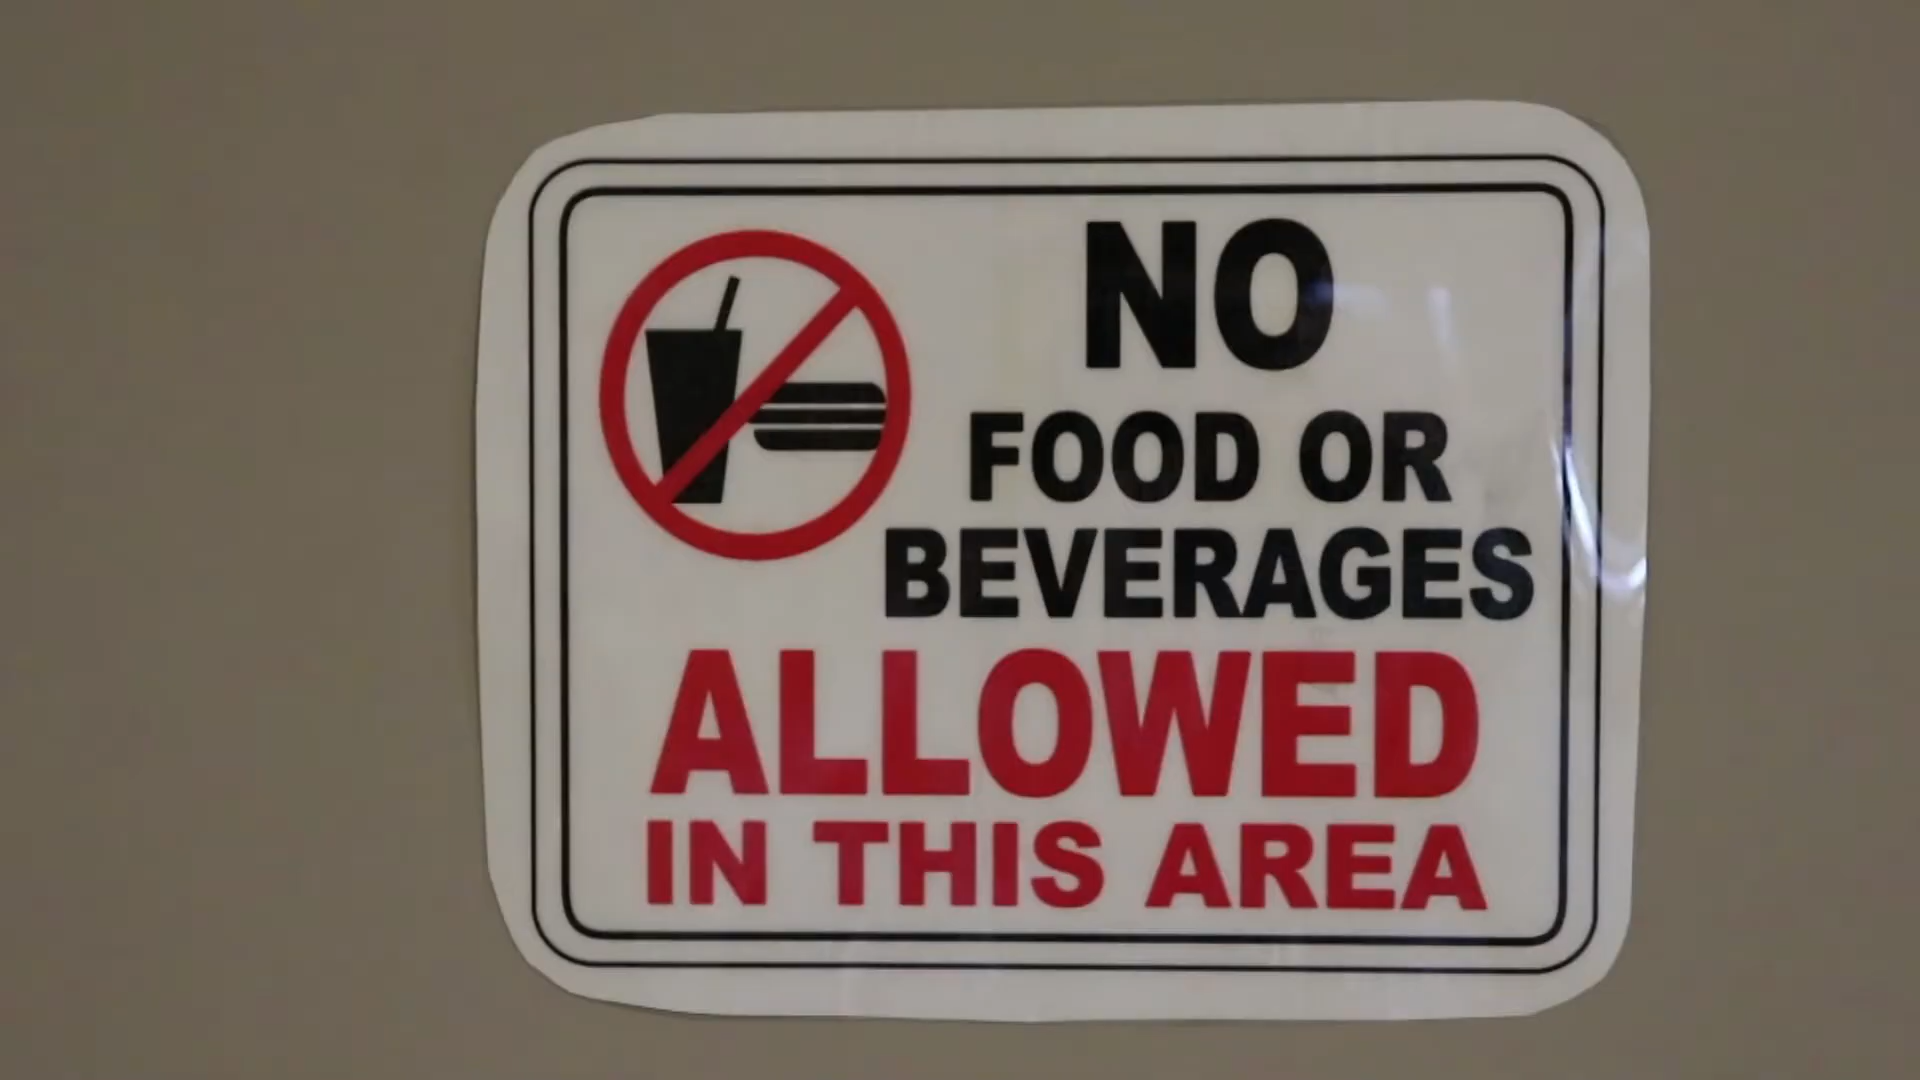 NO
FOOD OR
BEVERAGES
ALLOWED
IN THIS AREA